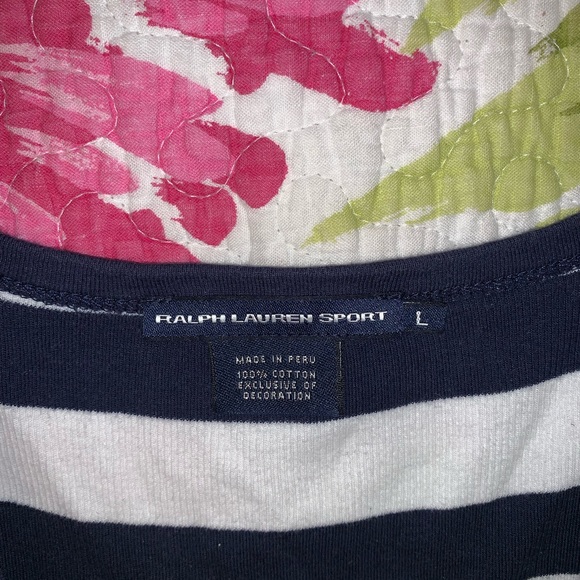 RALPH LAUREN SPORT L
MADE IN PERU
100% COTTON
EXCLUSIVE OF
DECORATION